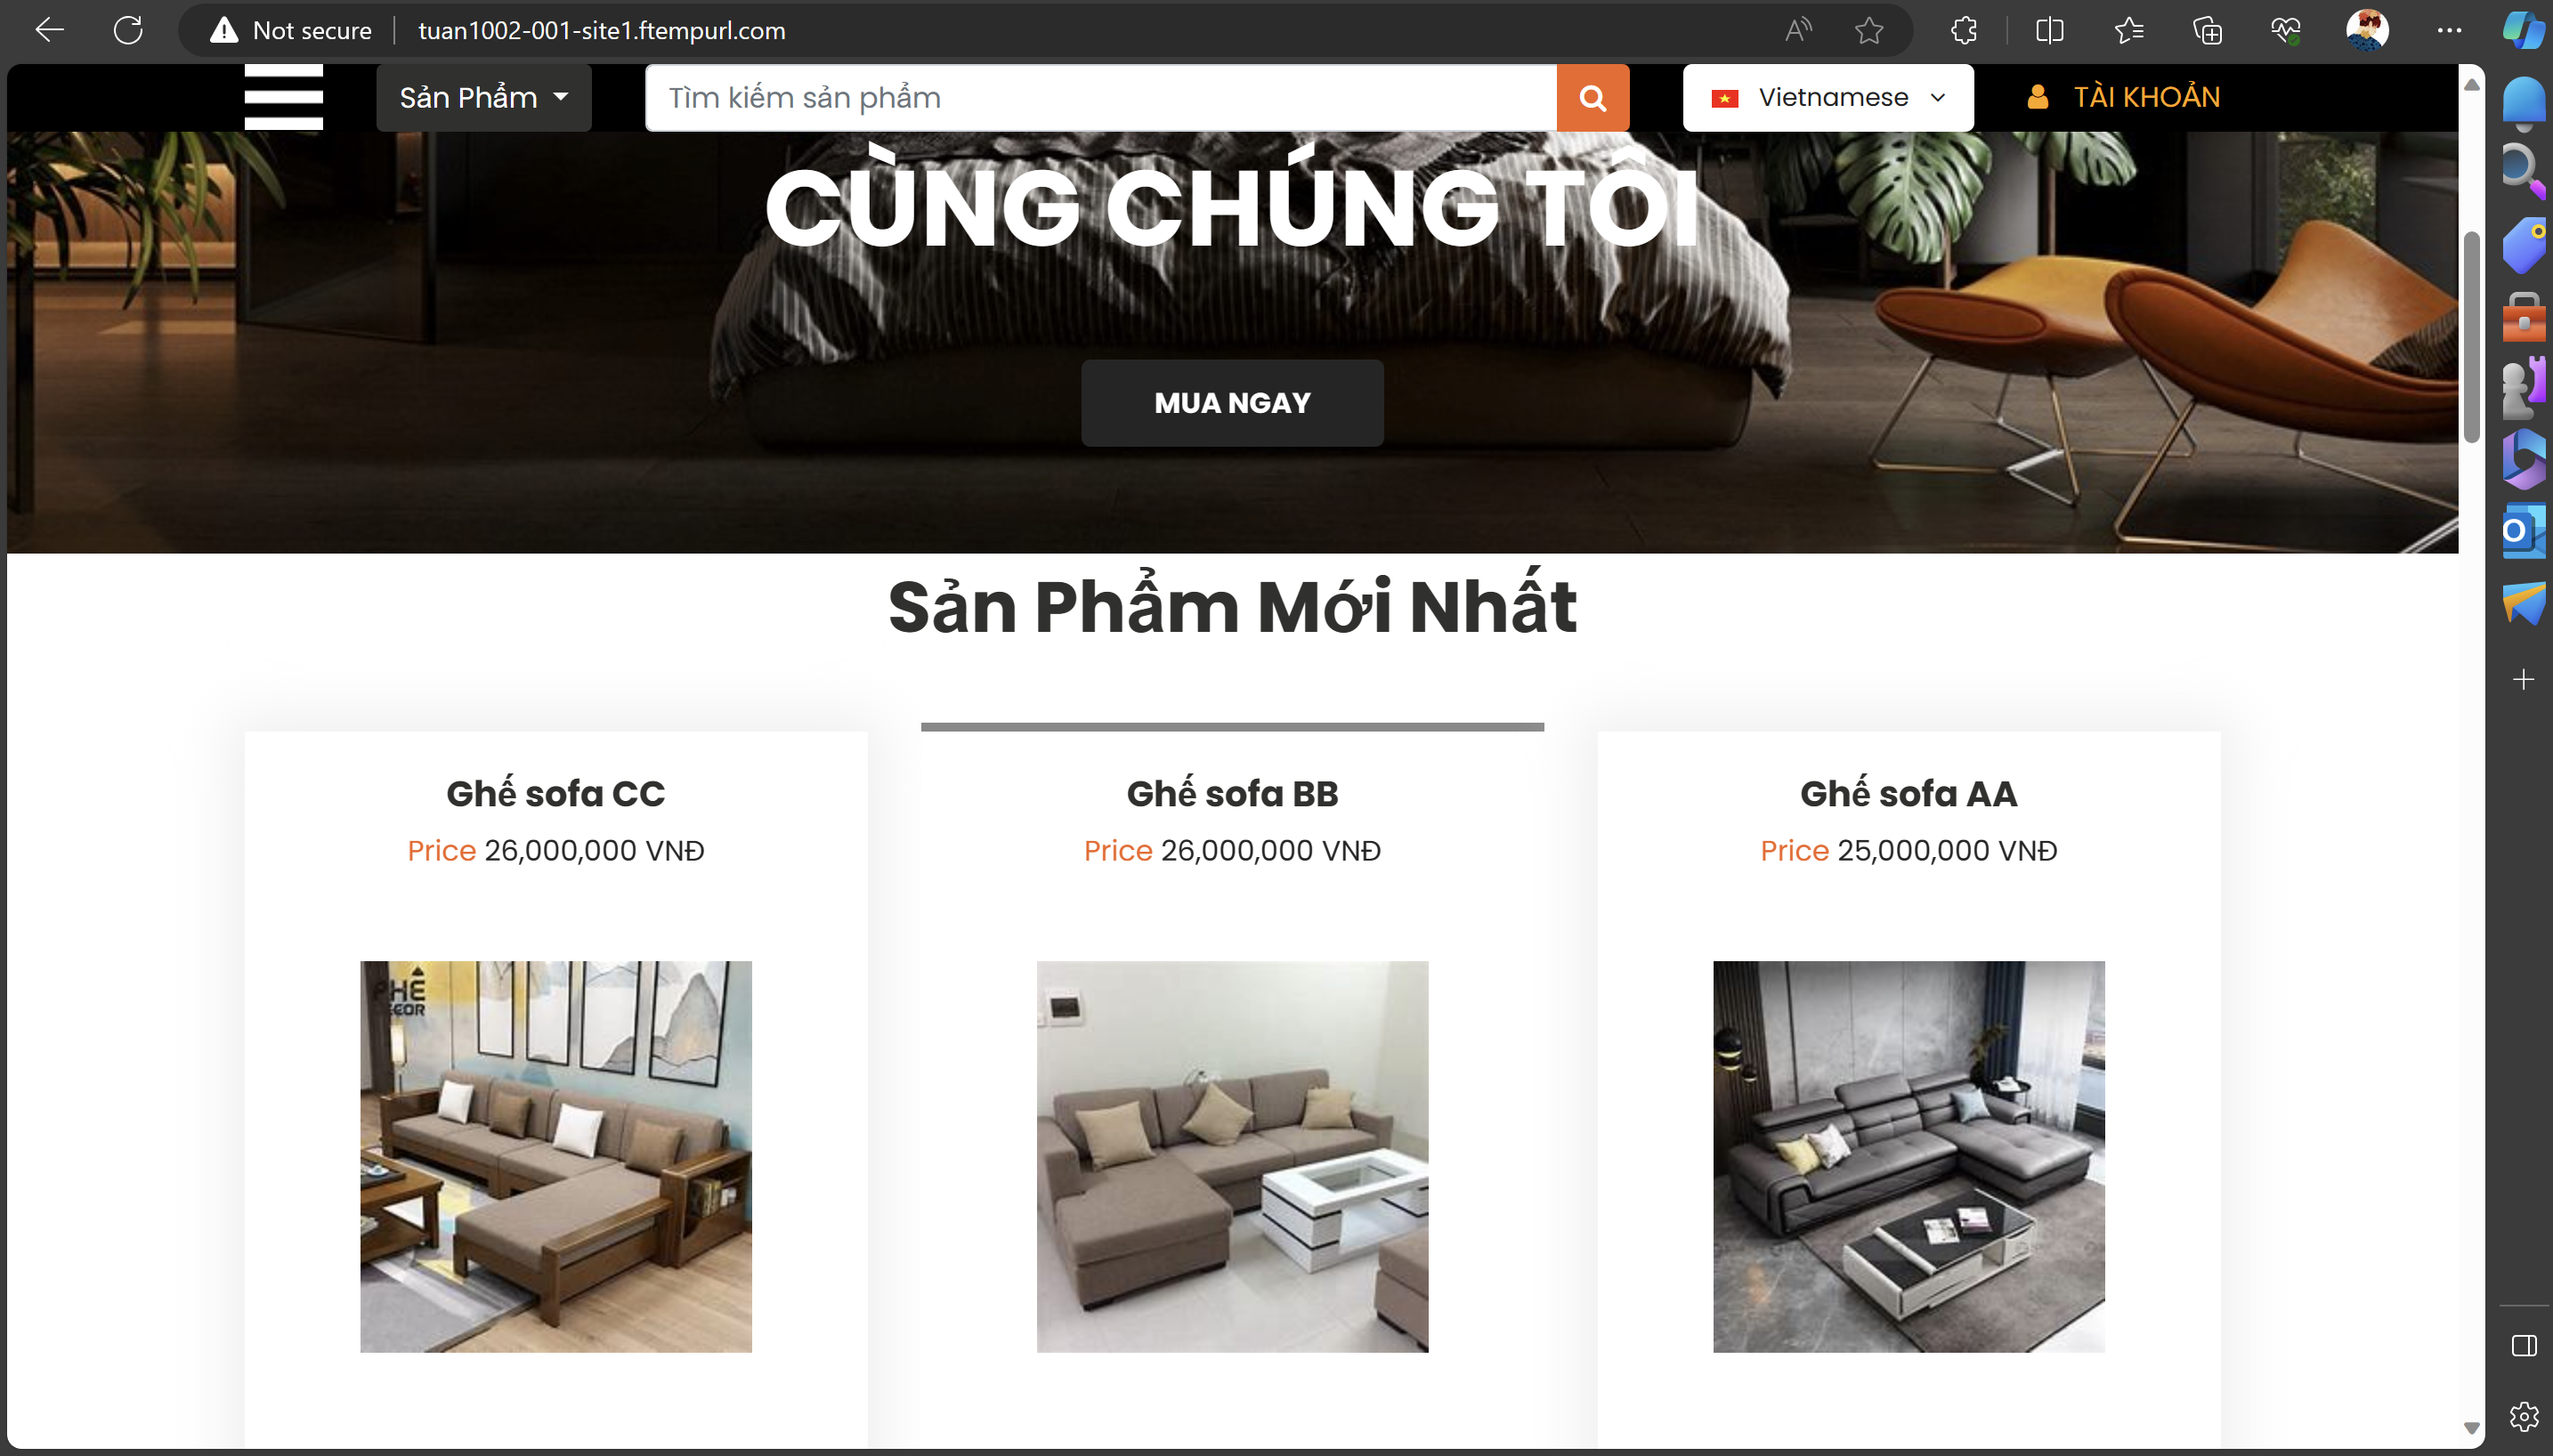 Not secure
tuan1002-001-site1.ftempurl.com
Sản Phẩm
Tìm kiếm sản phẩm
Vietnamese
TÀI KHOẢN
CÙNG CHÚNG TÔI
MUA NGAY
Sản Phẩm Mới Nhất
Ghế sofa CC
Price 26,000,000 VNĐ
Ghế sofa BB
Price 26,000,000 VNĐ
Ghế sofa AA
Price 25,000,000 VNĐ